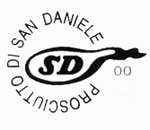 PROSCIUTTO DI SAN DANIELE
SD
00